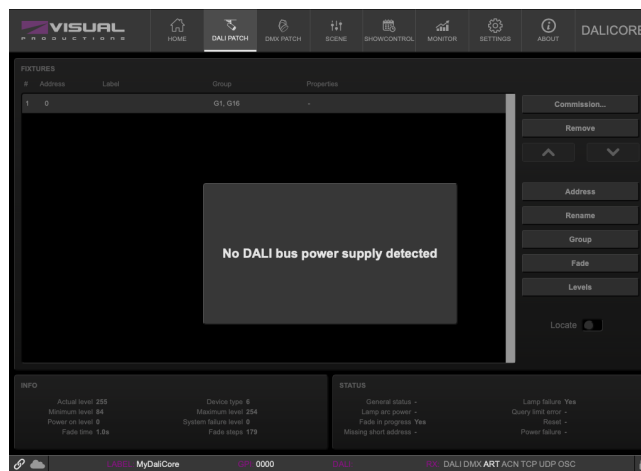 VISUAL
PRODUCTIONS
HOME
DALI PATCH
DMX PATCH
SCENE
SHOWCONTROL
MONITOR
SETTINGS
ABOUT
DALICORE
FIXTURES
# Address Label Group Properties
1 0 G1, G16 -
Commission...
Remove
Address
Rename
Group
Fade
Levels
Locate
No DALI bus power supply detected
INFO
Actual level 255 Device type 6
Minimum level 84 Maximum level 254
Power on level 0 System failure level 0
Fade time 1.0s Fade steps 179
STATUS
General status - Lamp failure Yes
Lamp arc power - Query limit error -
Fade in progress Yes Reset -
Missing short address - Power failure -
MyDaliCore 0000 DALI DMX ART ACN TCP UDP OSC